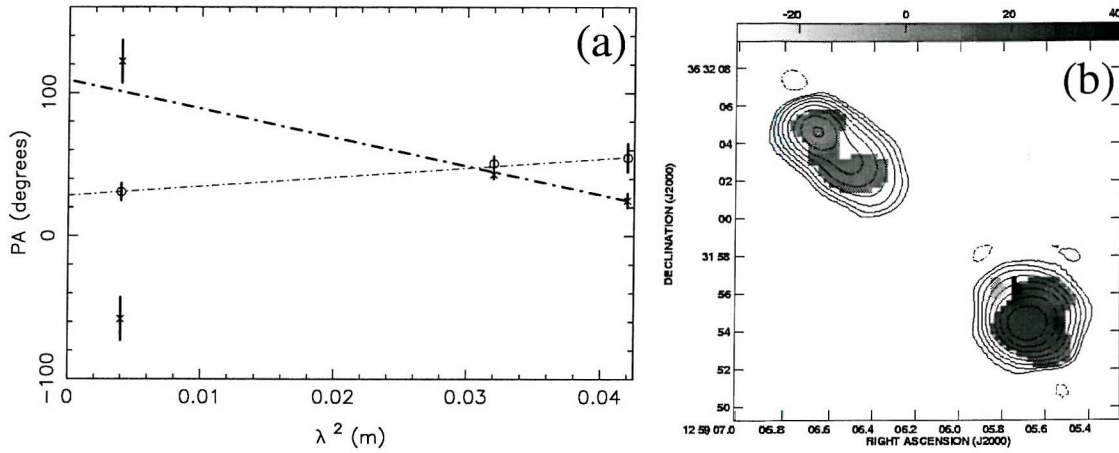 (a)
100
0
-100
PA (degrees)
0
0.01
0.02
0.03
0.04
λ 2 (m)
-20 0 20 40
(b)
36 32 08
06
04
02
00
31 58
56
54
52
50
DECLINATION (J2000)
12 59 07.0 06.8 06.6 06.4 06.2 06.0 05.8 05.6 05.4
RIGHT ASCENSION (J2000)